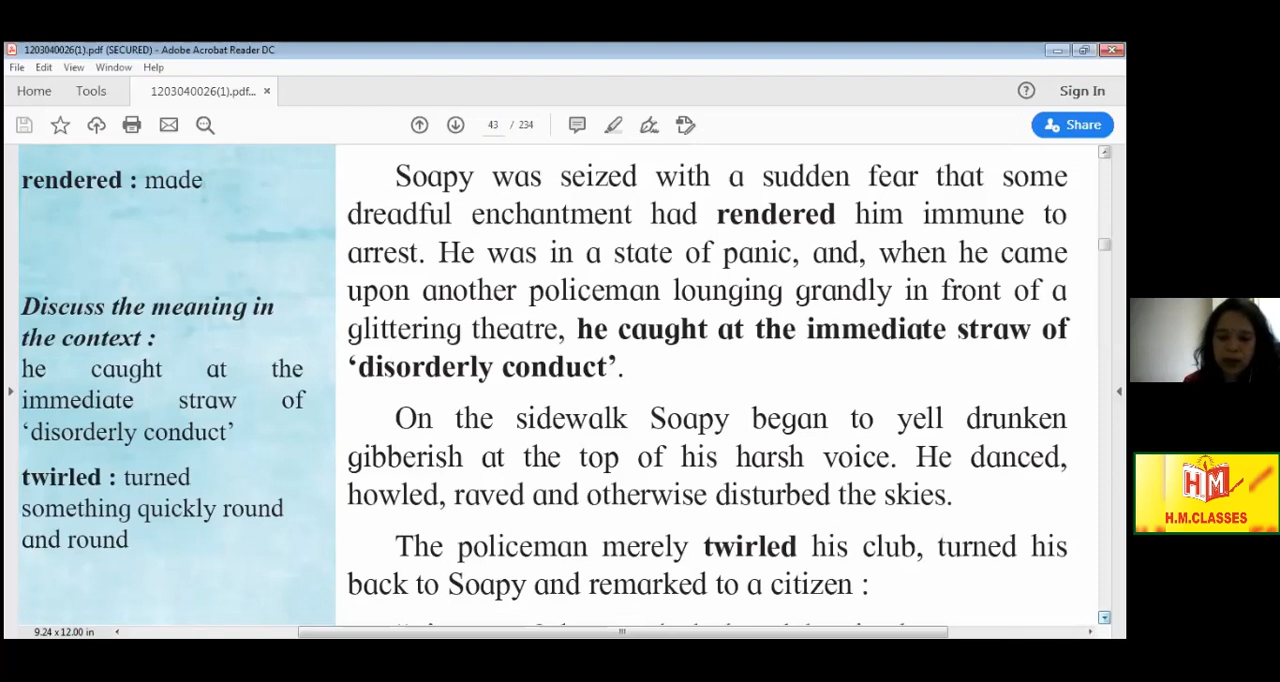 1203040026(1).pdf (SECURED) - Adobe Acrobat Reader DC
File Edit View Window Help
Home Tools 1203040026(1).pdf... × Sign In
43 / 234 Share
rendered : made
Discuss the meaning in
the context :
he caught at the
immediate straw of
‘disorderly conduct’
twirled : turned
something quickly round
and round
Soapy was seized with a sudden fear that some
dreadful enchantment had rendered him immune to
arrest. He was in a state of panic, and, when he came
upon another policeman lounging grandly in front of a
glittering theatre, he caught at the immediate straw of
‘disorderly conduct’.
On the sidewalk Soapy began to yell drunken
gibberish at the top of his harsh voice. He danced,
howled, raved and otherwise disturbed the skies.
The policeman merely twirled his club, turned his
back to Soapy and remarked to a citizen :
9.24 x 12.00 in
HM
H.M.CLASSES